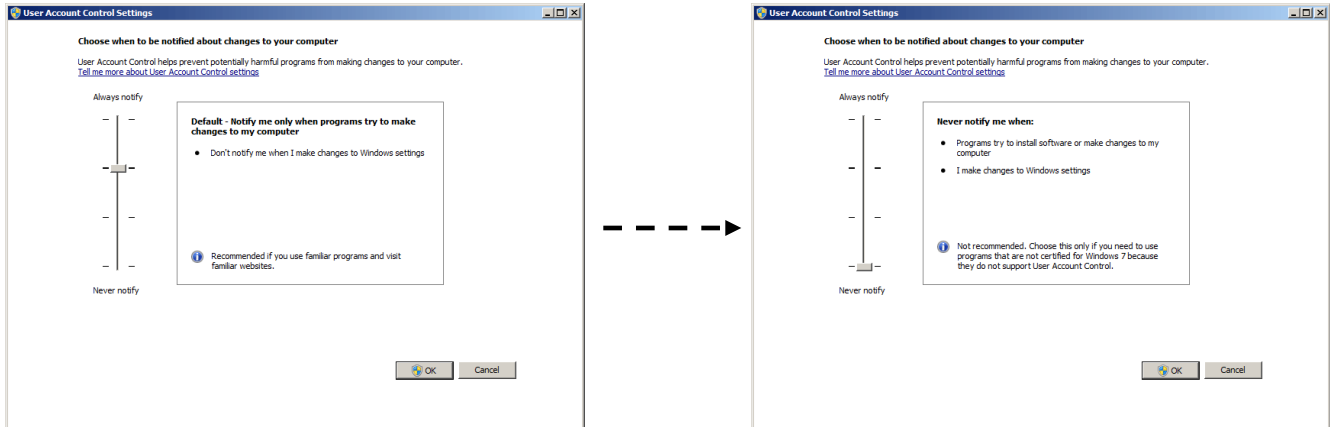 User Account Control Settings
Choose when to be notified about changes to your computer
User Account Control helps prevent potentially harmful programs from making changes to your computer.
Tell me more about User Account Control settings
Always notify
Default - Notify me only when programs try to make
changes to my computer
Don't notify me when I make changes to Windows settings
Recommended if you use familiar programs and visit
familiar websites.
Never notify
OK
Cancel
User Account Control Settings
Choose when to be notified about changes to your computer
User Account Control helps prevent potentially harmful programs from making changes to your computer.
Tell me more about User Account Control settings
Always notify
Never notify me when:
Programs try to install software or make changes to my
computer
I make changes to Windows settings
Not recommended. Choose this only if you need to use
programs that are not certified for Windows 7 because
they do not support User Account Control.
Never notify
OK
Cancel